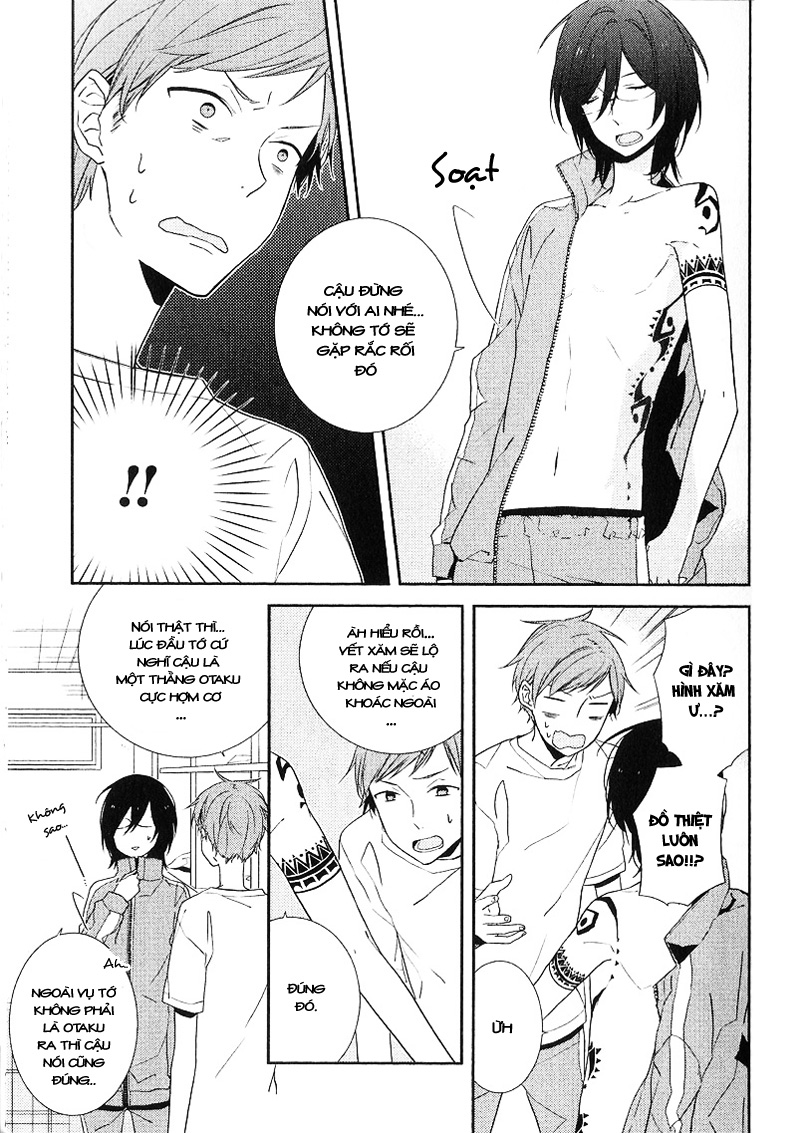 Soạt
CẬU ĐỪNG
NÓI VỚI AI NHÉ...
KHÔNG TỚ SẼ
GẶP RẮC RỐI
ĐÓ
!!
GÌ ĐÂY?
HÌNH XĂM
Ư...?
ĐỒ THIỆT
LUÔN
SAO!!?
ỪH
ÀH HIỂU RỒI...
VẾT XĂM SẼ LỘ
RA NẾU CẬU
KHÔNG MẶC ÁO
KHOÁC NGOÀI
...
ĐÚNG
ĐÓ.
NÓI THẬT THÌ...
LÚC ĐẦU TỚ CỨ
NGHĨ CẬU LÀ
MỘT THẰNG OTAKU
CỰC HỢM CƠ
...
Không
sao...
Ah..
NGOÀI VỤ TỚ
KHÔNG PHẢI
LÀ OTAKU
RA THÌ CẬU
NÓI CŨNG
ĐÚNG..